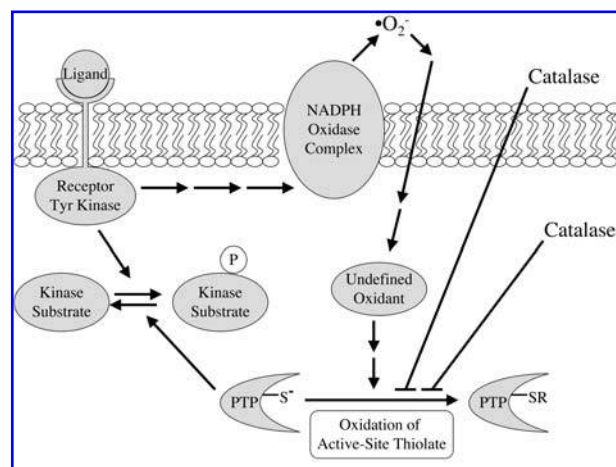 •O₂⁻
Ligand
Catalase
NADPH
Oxidase
Complex
Receptor
Tyr Kinase
Catalase
P
Undefined
Oxidant
Kinase
Substrate
Kinase
Substrate
PTP
S⁻
PTP
SR
Oxidation of
Active-Site Thiolate